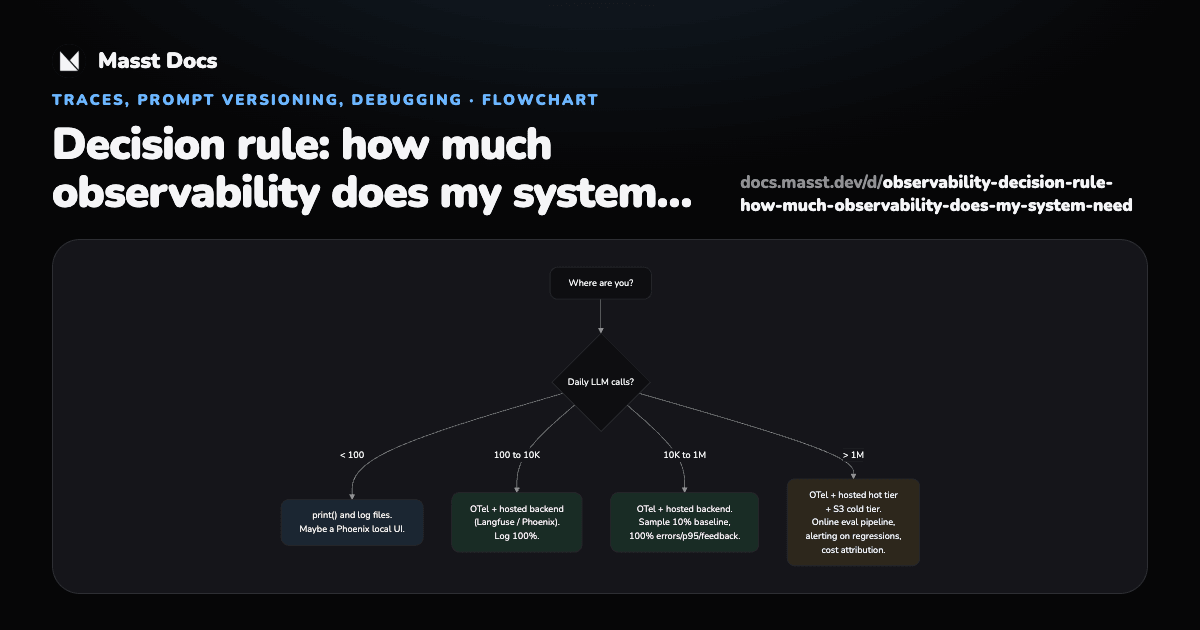 Masst Docs
TRACES, PROMPT VERSIONING, DEBUGGING · FLOWCHART
Decision rule: how much
observability does my system...
docs.masst.dev/d/observability-decision-rule-
how-much-observability-does-my-system-need
Where are you?
Daily LLM calls?
< 100
100 to 10K
10K to 1M
> 1M
print() and log files.
Maybe a Phoenix local UI.
OTel + hosted backend
(Langfuse / Phoenix).
Log 100%.
OTel + hosted backend.
Sample 10% baseline,
100% errors/p95/feedback.
OTel + hosted hot tier
+ S3 cold tier.
Online eval pipeline,
alerting on regressions,
cost attribution.